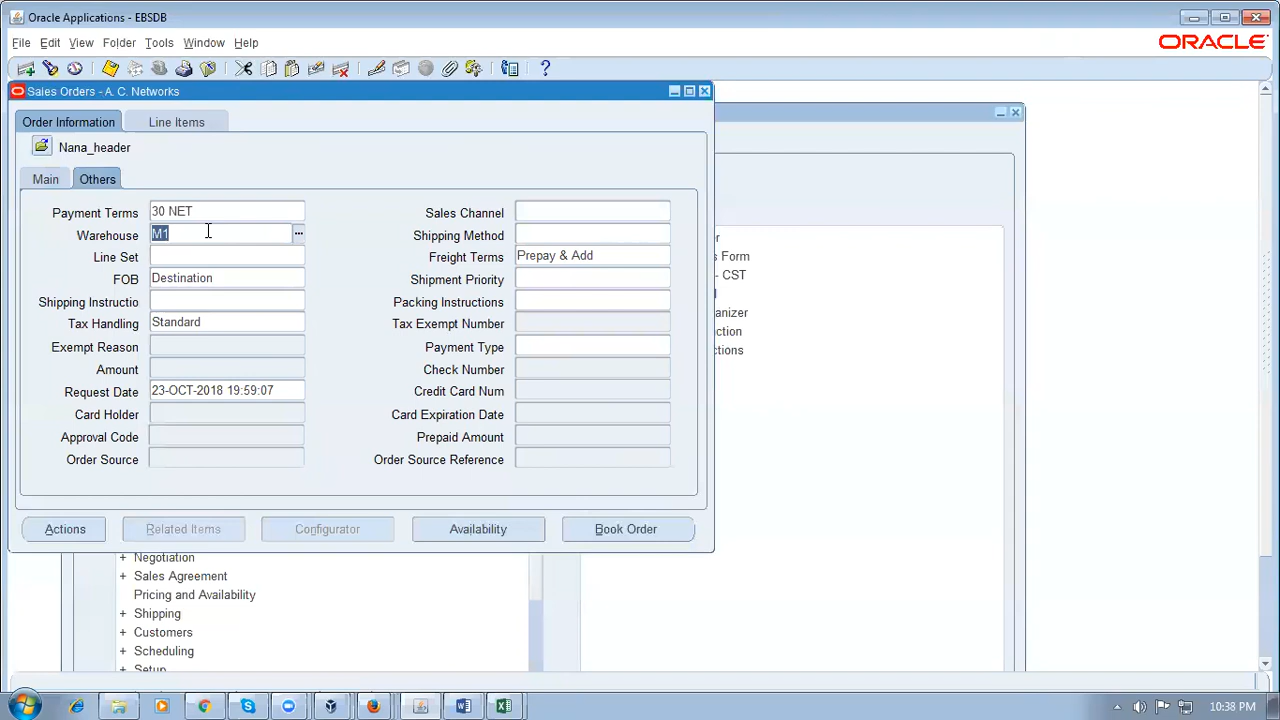 Oracle Applications - EBSDB
File Edit View Folder Tools Window Help
ORACLE
Sales Orders - A. C. Networks
Order Information Line Items
Nana_header
Main Others
Payment Terms 30 NET Sales Channel
Warehouse M1 Shipping Method
Line Set Freight Terms Prepay & Add
FOB Destination Shipment Priority
Shipping Instructio Packing Instructions
Tax Handling Standard Tax Exempt Number
Exempt Reason Payment Type
Amount Check Number
Request Date 23-OCT-2018 19:59:07 Credit Card Num
Card Holder Card Expiration Date
Approval Code Prepaid Amount
Order Source Order Source Reference
Actions Related Items Configurator Availability Book Order
s Form
- CST
anizer
ction
ctions
+ Negotiation
+ Sales Agreement
Pricing and Availability
+ Shipping
+ Customers
+ Scheduling
+ Setup
10:38 PM